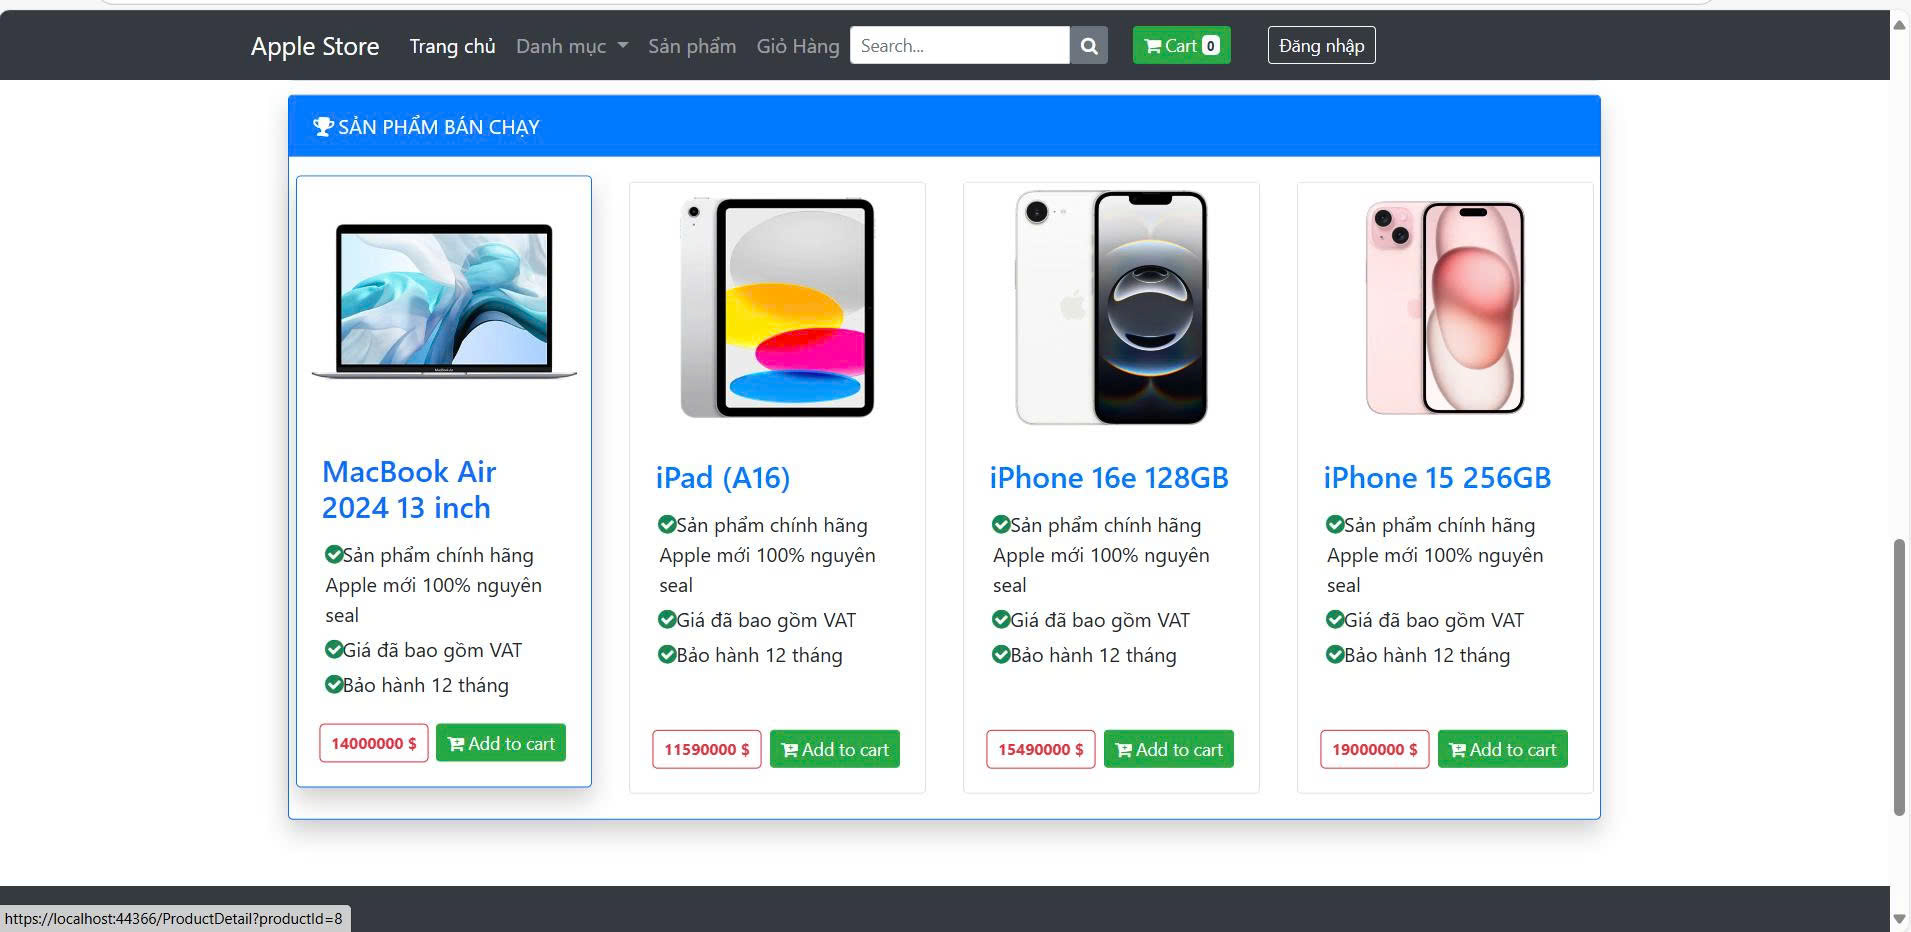 Apple Store Trang chủ Danh mục Sản phẩm Giỏ Hàng Search... Cart 0 Đăng nhập
SẢN PHẨM BÁN CHẠY
MacBook Air
2024 13 inch
Sản phẩm chính hãng
Apple mới 100% nguyên
seal
Giá đã bao gồm VAT
Bảo hành 12 tháng
14000000 $ Add to cart
iPad (A16)
Sản phẩm chính hãng
Apple mới 100% nguyên
seal
Giá đã bao gồm VAT
Bảo hành 12 tháng
11590000 $ Add to cart
iPhone 16e 128GB
Sản phẩm chính hãng
Apple mới 100% nguyên
seal
Giá đã bao gồm VAT
Bảo hành 12 tháng
15490000 $ Add to cart
iPhone 15 256GB
Sản phẩm chính hãng
Apple mới 100% nguyên
seal
Giá đã bao gồm VAT
Bảo hành 12 tháng
19000000 $ Add to cart
https://localhost:44366/ProductDetail?productId=8